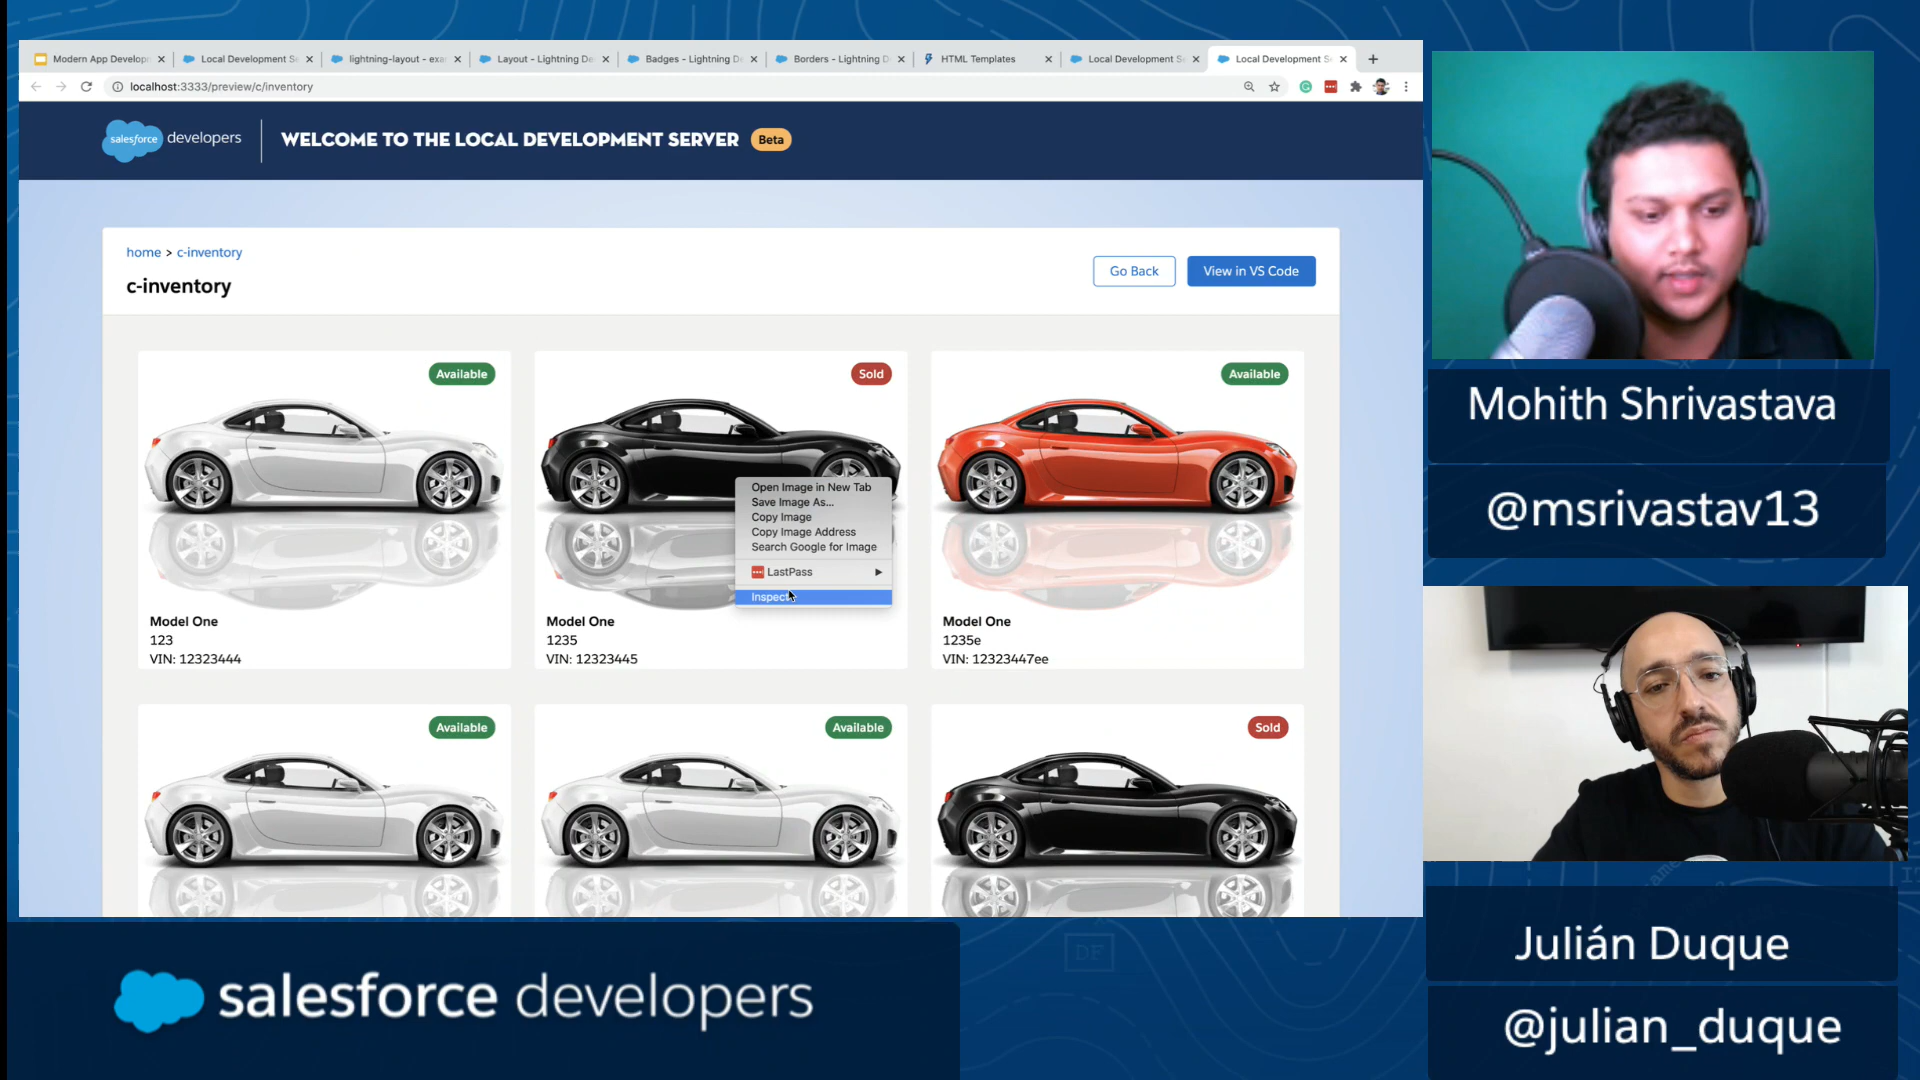 Modern App Develop
Local Development S
lightning-layout - exa
Layout - Lightning De
Badges - Lightning D
Borders - Lightning D
HTML Templates
Local Development S
Local Development S
localhost:3333/preview/c/inventory
salesforce developers
WELCOME TO THE LOCAL DEVELOPMENT SERVER
Beta
home > c-inventory
c-inventory
Go Back
View in VS Code
Available
Sold
Available
Open Image in New Tab
Save Image As...
Copy Image
Copy Image Address
Search Google for Image
LastPass
Inspect
Model One
123
VIN: 12323444
Model One
1235
VIN: 12323445
Model One
1235e
VIN: 12323447ee
Available
Available
Sold
Mohith Shrivastava
@msrivastav13
Julián Duque
@julian_duque
salesforce developers
DF